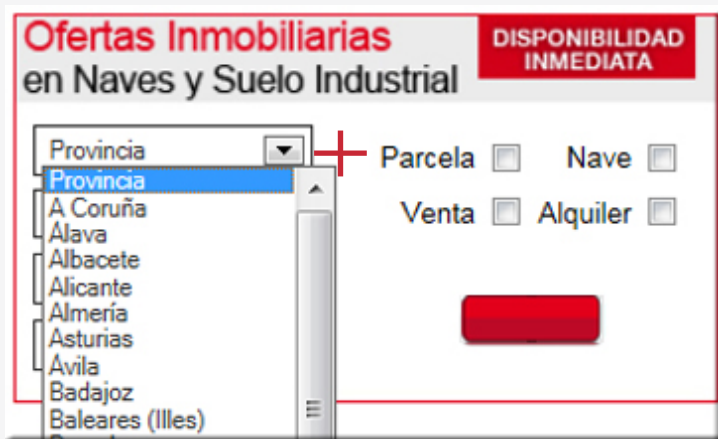 Ofertas Inmobiliarias
en Naves y Suelo Industrial
DISPONIBILIDAD
INMEDIATA
Provincia
Parcela
Nave
Venta
Alquiler
Provincia
A Coruña
Álava
Albacete
Alicante
Almería
Asturias
Ávila
Badajoz
Baleares (Illes)